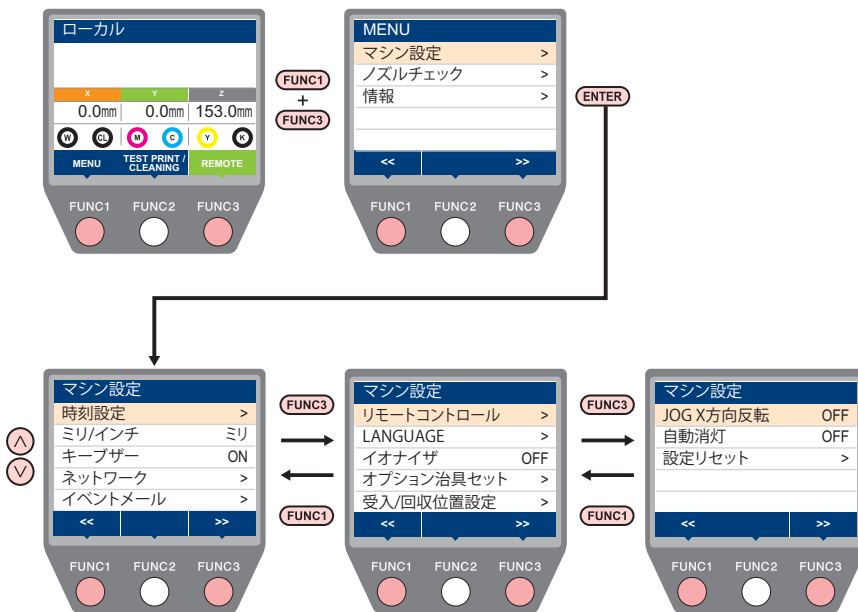 ローカル
X Y Z
0.0mm 0.0mm 153.0mm
W CL M C Y K
MENU TEST PRINT / CLEANING REMOTE
FUNC1 FUNC2 FUNC3
FUNC1
+
FUNC3
MENU
マシン設定 >
ノズルチェック >
情報 >
<< >>
FUNC1 FUNC2 FUNC3
ENTER
マシン設定
時刻設定 >
ミリ/インチ ミリ
キーブザー ON
ネットワーク >
イベントメール >
<< >>
FUNC1 FUNC2 FUNC3
FUNC3
FUNC1
マシン設定
リモートコントロール >
LANGUAGE >
イオナイザ OFF
オプション治具セット >
受入/回収位置設定 >
<< >>
FUNC1 FUNC2 FUNC3
FUNC3
FUNC1
マシン設定
JOG X方向反転 OFF
自動消灯 OFF
設定リセット >
<< >>
FUNC1 FUNC2 FUNC3